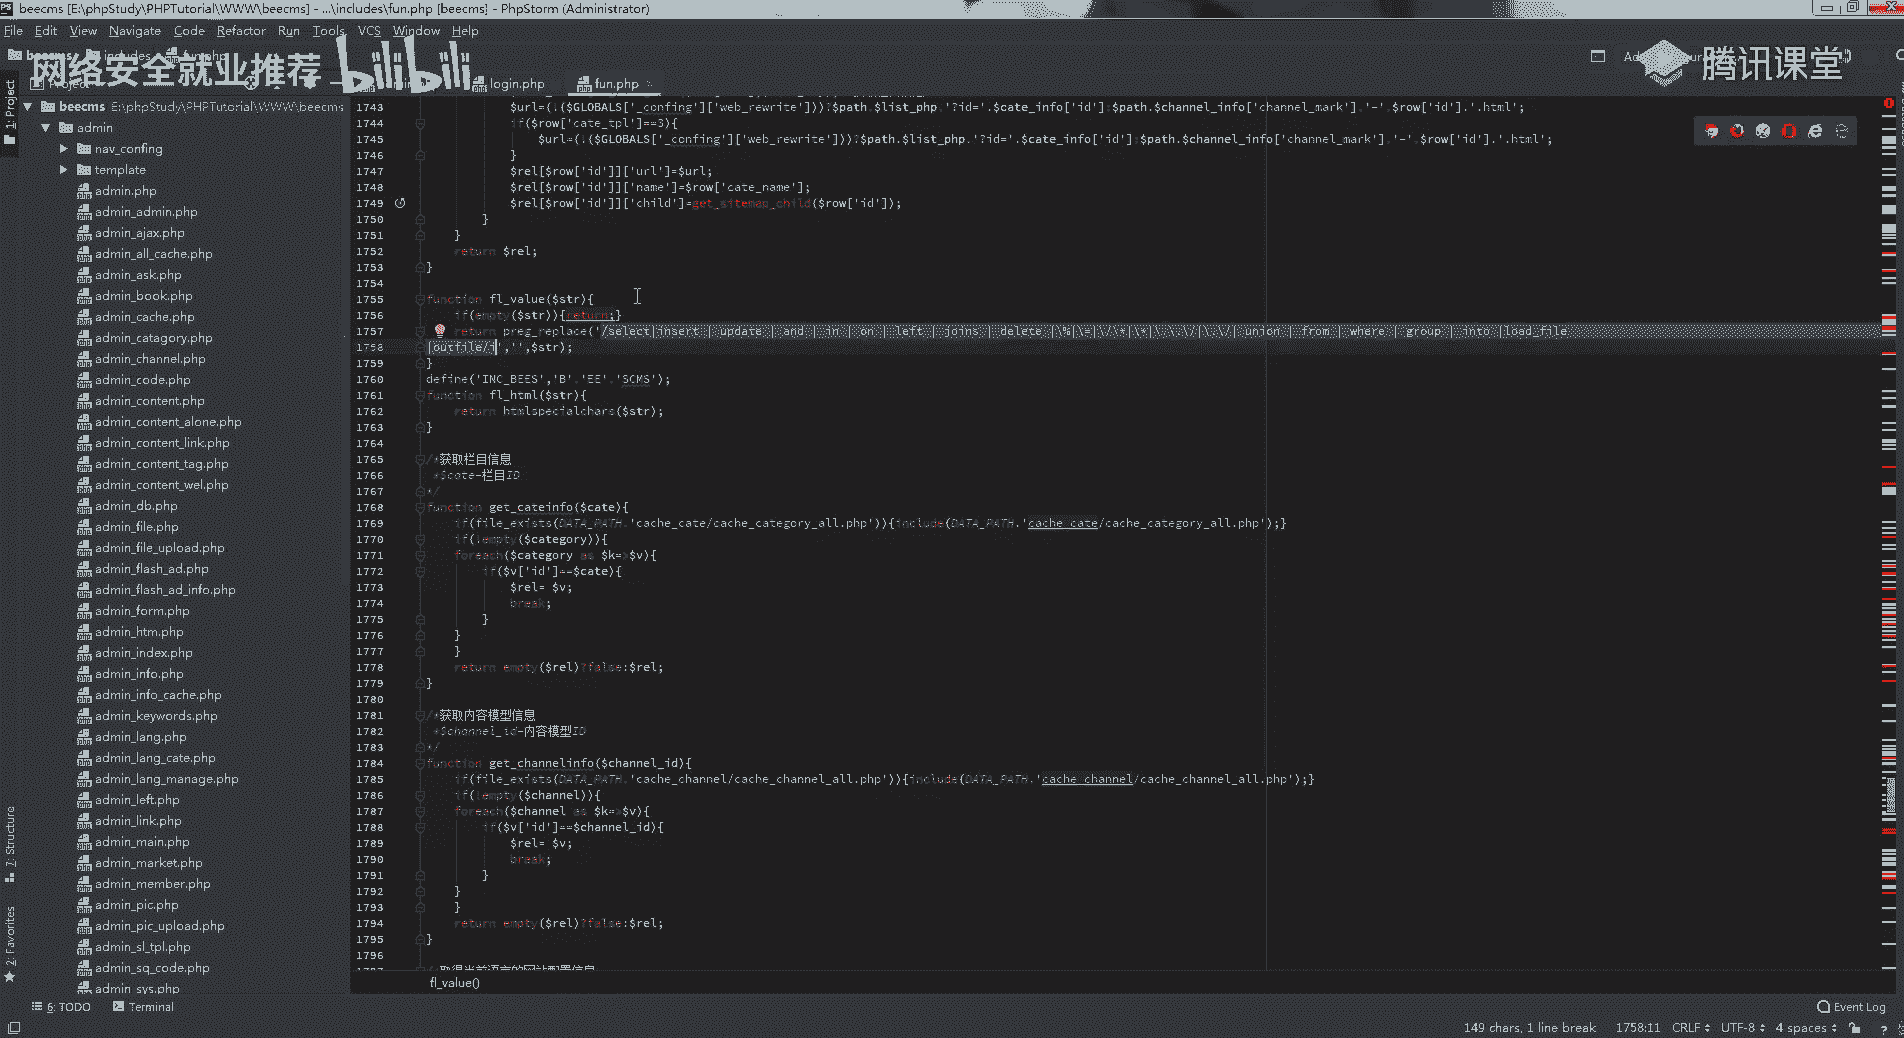 beecms [E:\phpStudy\PHPTutorial\WWW\beecms] - ...\includes\fun.php [beecms] - PhpStorm (Administrator)
File Edit View Navigate Code Refactor Run Tools VCS Window Help
网络安全就业推荐 bilibili
腾讯课堂
login.php
fun.php
1: Project
beecms E:\phpStudy\PHPTutorial\WWW\beecms
admin
nav_confing
template
admin.php
admin_admin.php
admin_ajax.php
admin_all_cache.php
admin_ask.php
admin_book.php
admin_cache.php
admin_catagory.php
admin_channel.php
admin_code.php
admin_content.php
admin_content_alone.php
admin_content_link.php
admin_content_tag.php
admin_content_wel.php
admin_db.php
admin_file.php
admin_file_upload.php
admin_flash_ad.php
admin_flash_ad_info.php
admin_form.php
admin_htm.php
admin_index.php
admin_info.php
admin_info_cache.php
admin_keywords.php
admin_lang.php
admin_lang_cate.php
admin_lang_manage.php
admin_left.php
admin_link.php
admin_main.php
admin_market.php
admin_member.php
admin_pic.php
admin_pic_upload.php
admin_sl_tpl.php
admin_sq_code.php
admin_sys.php
7: Structure
2: Favorites
1743 $url=(!($GLOBALS['_confing']['web_rewrite']))?$path.$list_php.'?id='.$cate_info['id']:$path.$channel_info['channel_mark'].'-'.$row['id'].'.html';
1744 if($row['cate_tpl']==3){
1745 $url=(!($GLOBALS['_confing']['web_rewrite']))?$path.$list_php.'?id='.$cate_info['id']:$path.$channel_info['channel_mark'].'-'.$row['id'].'.html';
1746 }
1747 $rel[$row['id']]['url']=$url;
1748 $rel[$row['id']]['name']=$row['cate_name'];
1749 $rel[$row['id']]['child']=get_sitemap_child($row['id']);
1750 }
1751 }
1752 return $rel;
1753 }
1754
1755 function fl_value($str){
1756 if(empty($str)){return;}
1757 return preg_replace('/select|insert | update | and | in | on | left | joins | delete | union | from | where | group | into |load_file
1758 |outfile/i','',$str);
1759 }
1760 define('INC_BEES','B'.'EE'.'SCMS');
1761 function fl_html($str){
1762 return htmlspecialchars($str);
1763 }
1764
1765 /*获取栏目信息
1766 *$cate-栏目ID
1767 */
1768 function get_cateinfo($cate){
1769 if(file_exists(DATA_PATH.'cache_cate/cache_category_all.php')){include(DATA_PATH.'cache_cate/cache_category_all.php');}
1770 if(!empty($category)){
1771 foreach($category as $k=>$v){
1772 if($v['id']==$cate){
1773 $rel= $v;
1774 break;
1775 }
1776 }
1777 }
1778 return empty($rel)?false:$rel;
1779 }
1780
1781 /*获取内容模型信息
1782 *$channel_id-内容模型ID
1783 */
1784 function get_channelinfo($channel_id){
1785 if(file_exists(DATA_PATH.'cache_channel/cache_channel_all.php')){include(DATA_PATH.'cache_channel/cache_channel_all.php');}
1786 if(!empty($channel)){
1787 foreach($channel as $k=>$v){
1788 if($v['id']==$channel_id){
1789 $rel= $v;
1790 break;
1791 }
1792 }
1793 }
1794 return empty($rel)?false:$rel;
1795 }
1796
fl_value()
6: TODO Terminal
Event Log
149 chars, 1 line break 1758:11 CRLF UTF-8 4 spaces